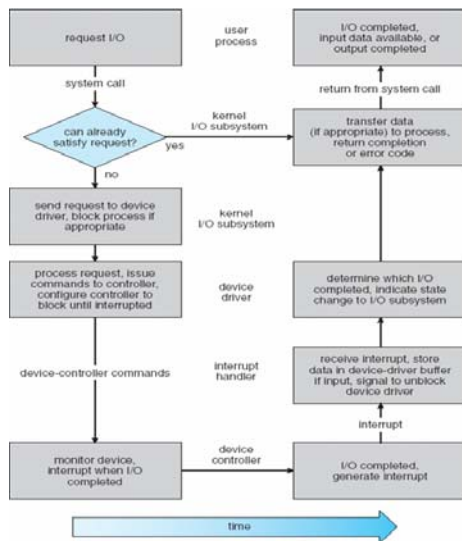 request I/O
user
process
I/O completed,
input data available, or
output completed
system call
return from system call
can already
satisfy request?
yes
kernel
I/O subsystem
transfer data
(if appropriate) to process,
return completion
or error code
no
send request to device
driver, block process if
appropriate
kernel
I/O subsystem
process request, issue
commands to controller,
configure controller to
block until interrupted
device
driver
determine which I/O
completed, indicate state
change to I/O subsystem
device-controller commands
interrupt
handler
receive interrupt, store
data in device-driver buffer
if input, signal to unblock
device driver
interrupt
monitor device,
interrupt when I/O
completed
device
controller
I/O completed,
generate interrupt
time